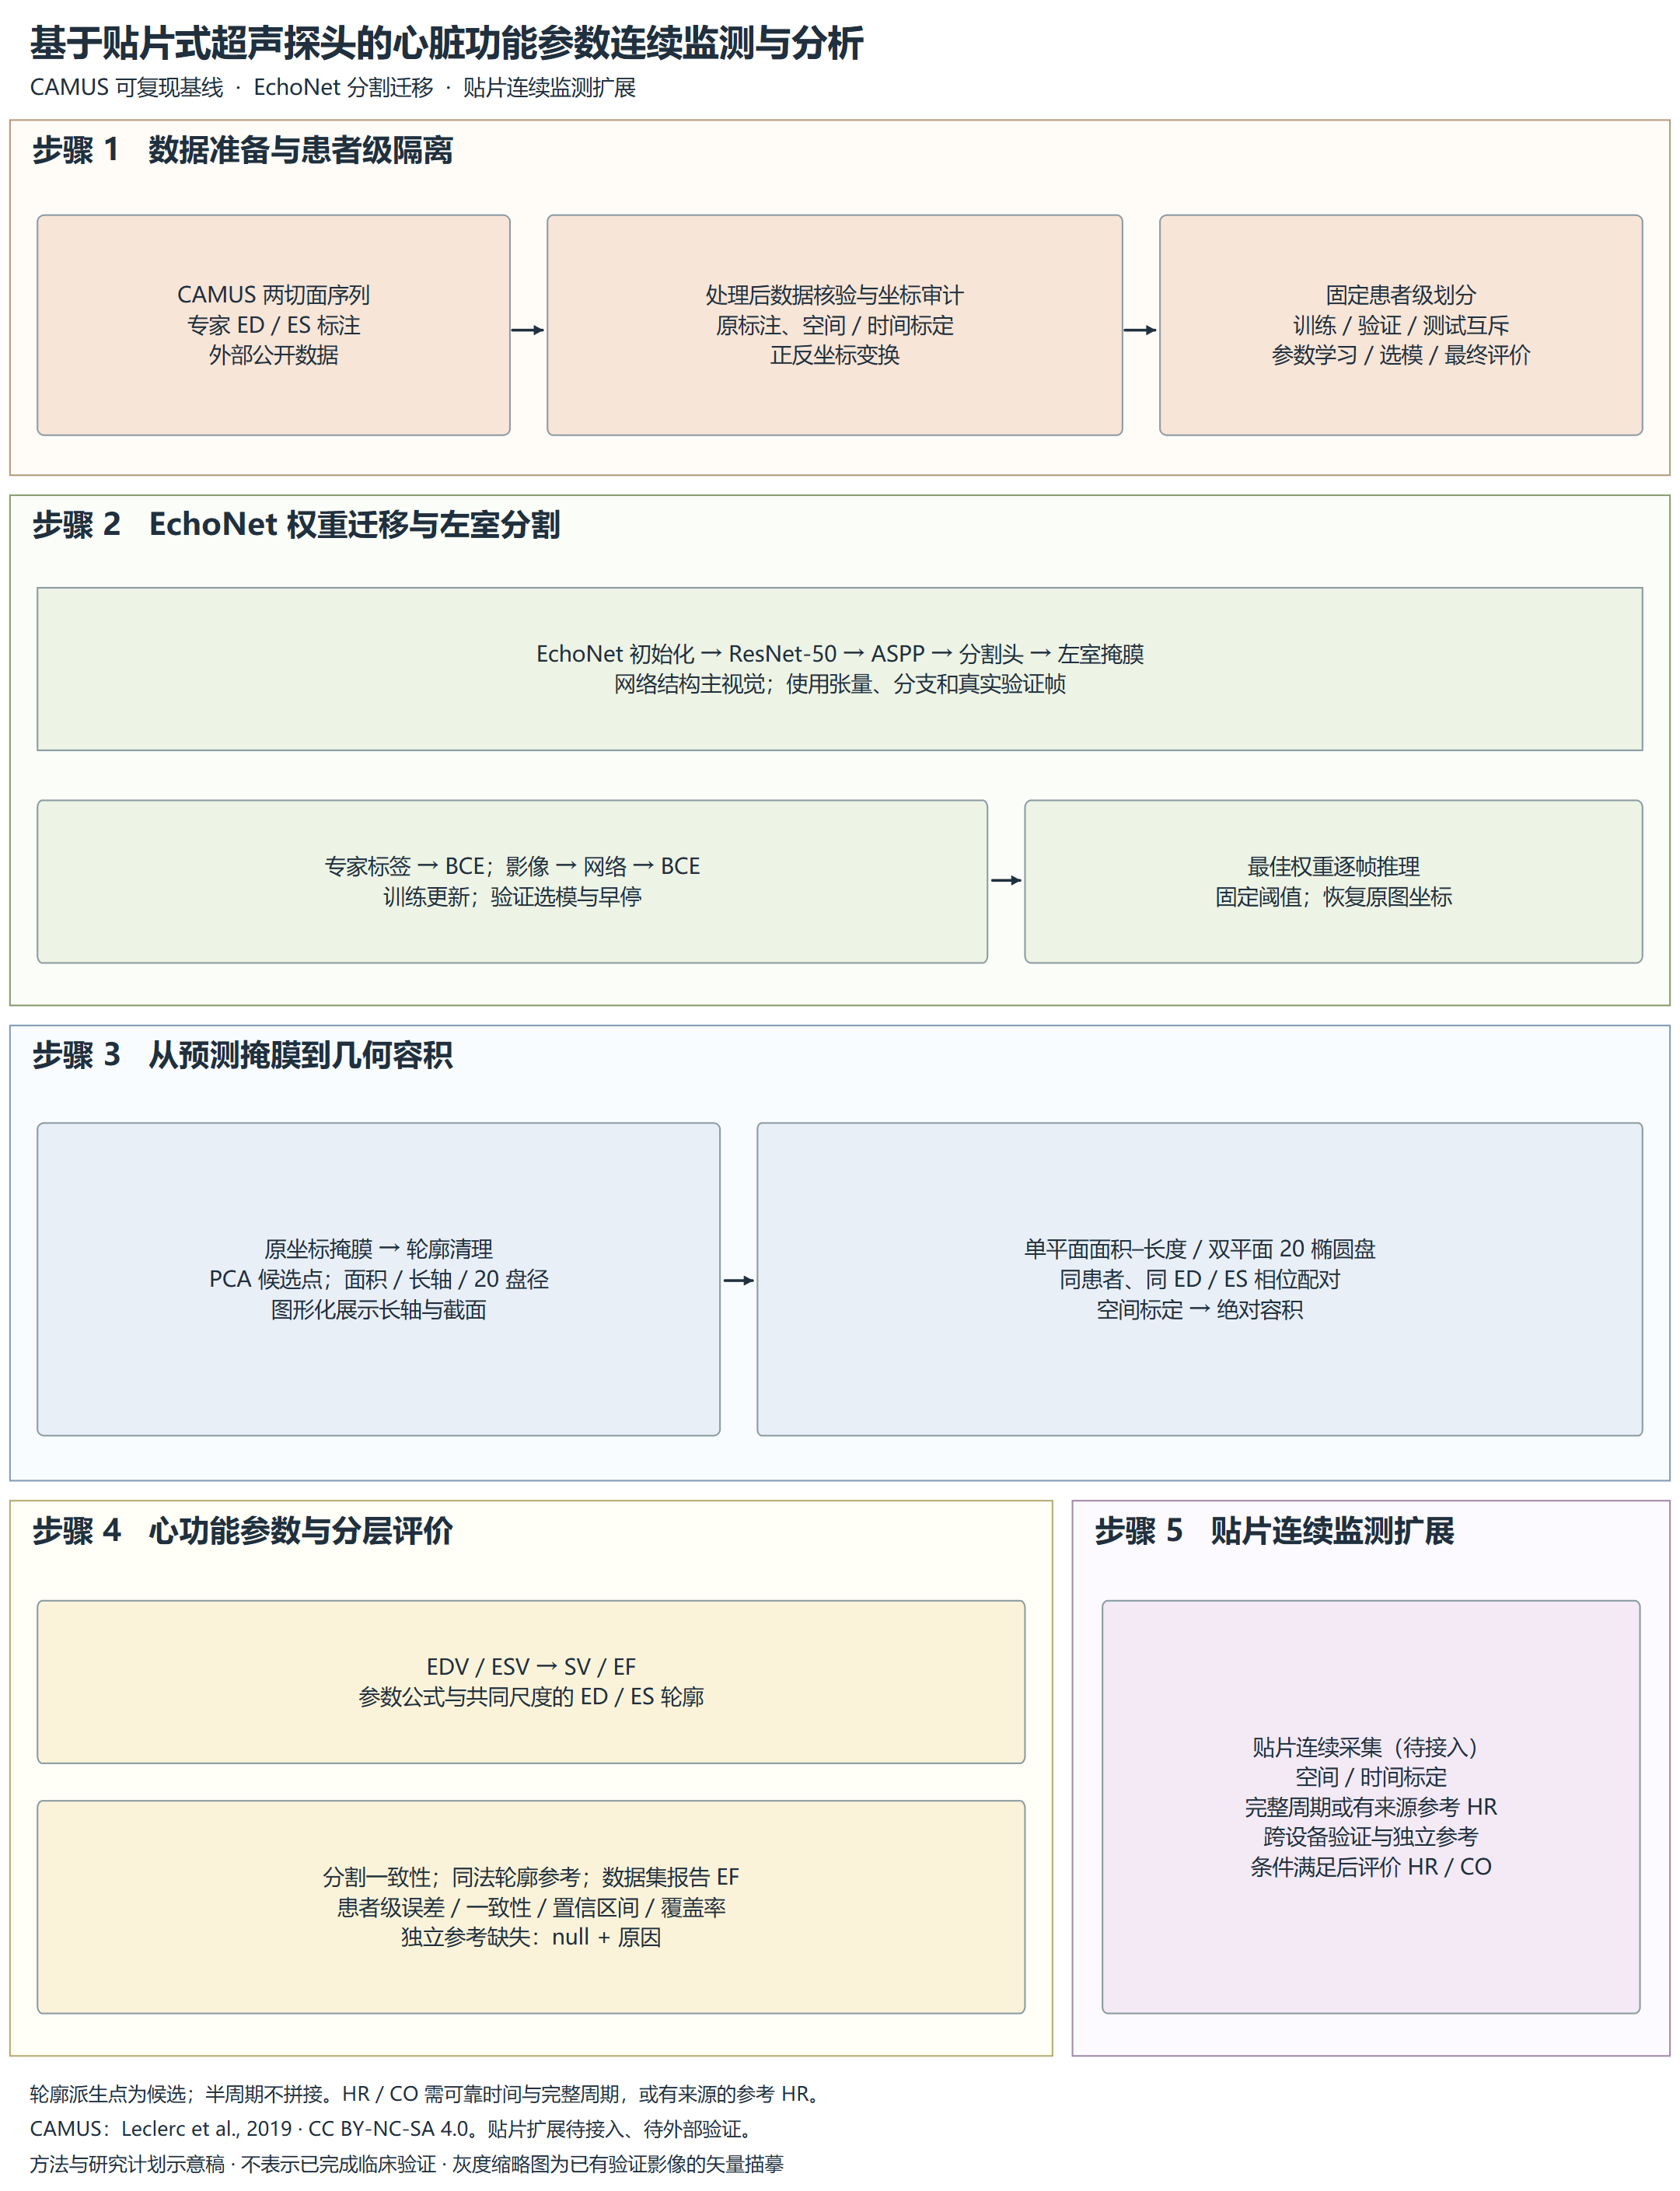 基于贴片式超声探头的心脏功能参数连续监测与分析
CAMUS 可复现基线 · EchoNet 分割迁移 · 贴片连续监测扩展
步骤 1 数据准备与患者级隔离
CAMUS 两切面序列
专家 ED / ES 标注
外部公开数据
处理后数据核验与坐标审计
原标注、空间 / 时间标定
正反坐标变换
固定患者级划分
训练 / 验证 / 测试互斥
参数学习 / 选模 / 最终评价
步骤 2 EchoNet 权重迁移与左室分割
EchoNet 初始化 → ResNet-50 → ASPP → 分割头 → 左室掩膜
网络结构主视觉；使用张量、分支和真实验证帧
专家标签 → BCE；影像 → 网络 → BCE
训练更新；验证选模与早停
最佳权重逐帧推理
固定阈值；恢复原图坐标
步骤 3 从预测掩膜到几何容积
原坐标掩膜 → 轮廓清理
PCA 候选点；面积 / 长轴 / 20 盘径
图形化展示长轴与截面
单平面面积–长度 / 双平面 20 椭圆盘
同患者、同 ED / ES 相位配对
空间标定 → 绝对容积
步骤 4 心功能参数与分层评价
EDV / ESV → SV / EF
参数公式与共同尺度的 ED / ES 轮廓
分割一致性；同法轮廓参考；数据集报告 EF
患者级误差 / 一致性 / 置信区间 / 覆盖率
独立参考缺失：null + 原因
步骤 5 贴片连续监测扩展
贴片连续采集（待接入）
空间 / 时间标定
完整周期或有来源参考 HR
跨设备验证与独立参考
条件满足后评价 HR / CO
轮廓派生点为候选；半周期不拼接。HR / CO 需可靠时间与完整周期，或有来源的参考 HR。
CAMUS：Leclerc et al., 2019 · CC BY-NC-SA 4.0。贴片扩展待接入、待外部验证。
方法与研究计划示意稿 · 不表示已完成临床验证 · 灰度缩略图为已有验证影像的矢量描摹